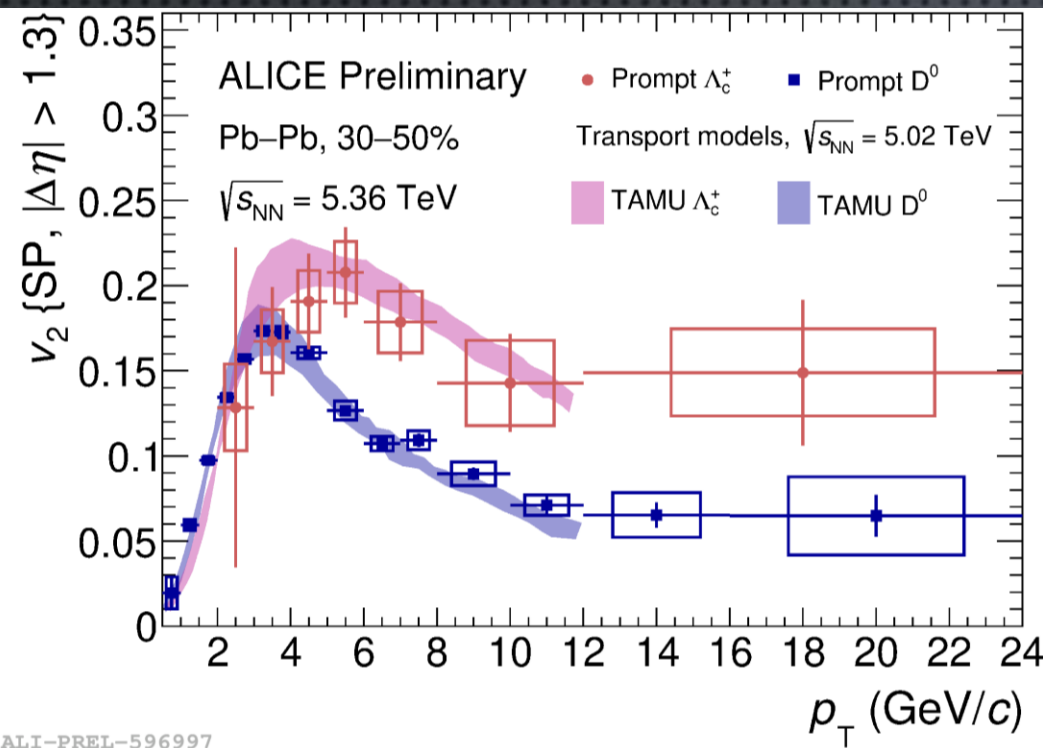 v₂ {SP, |Δη| > 1.3}
0.35
0.3
0.25
0.2
0.15
0.1
0.05
0
ALICE Preliminary
Pb–Pb, 30–50%
√sNN = 5.36 TeV
Prompt Λc⁺
Prompt D⁰
Transport models, √sNN = 5.02 TeV
TAMU Λc⁺
TAMU D⁰
2 4 6 8 10 12 14 16 18 20 22 24
pT (GeV/c)
ALI-PREL-596997